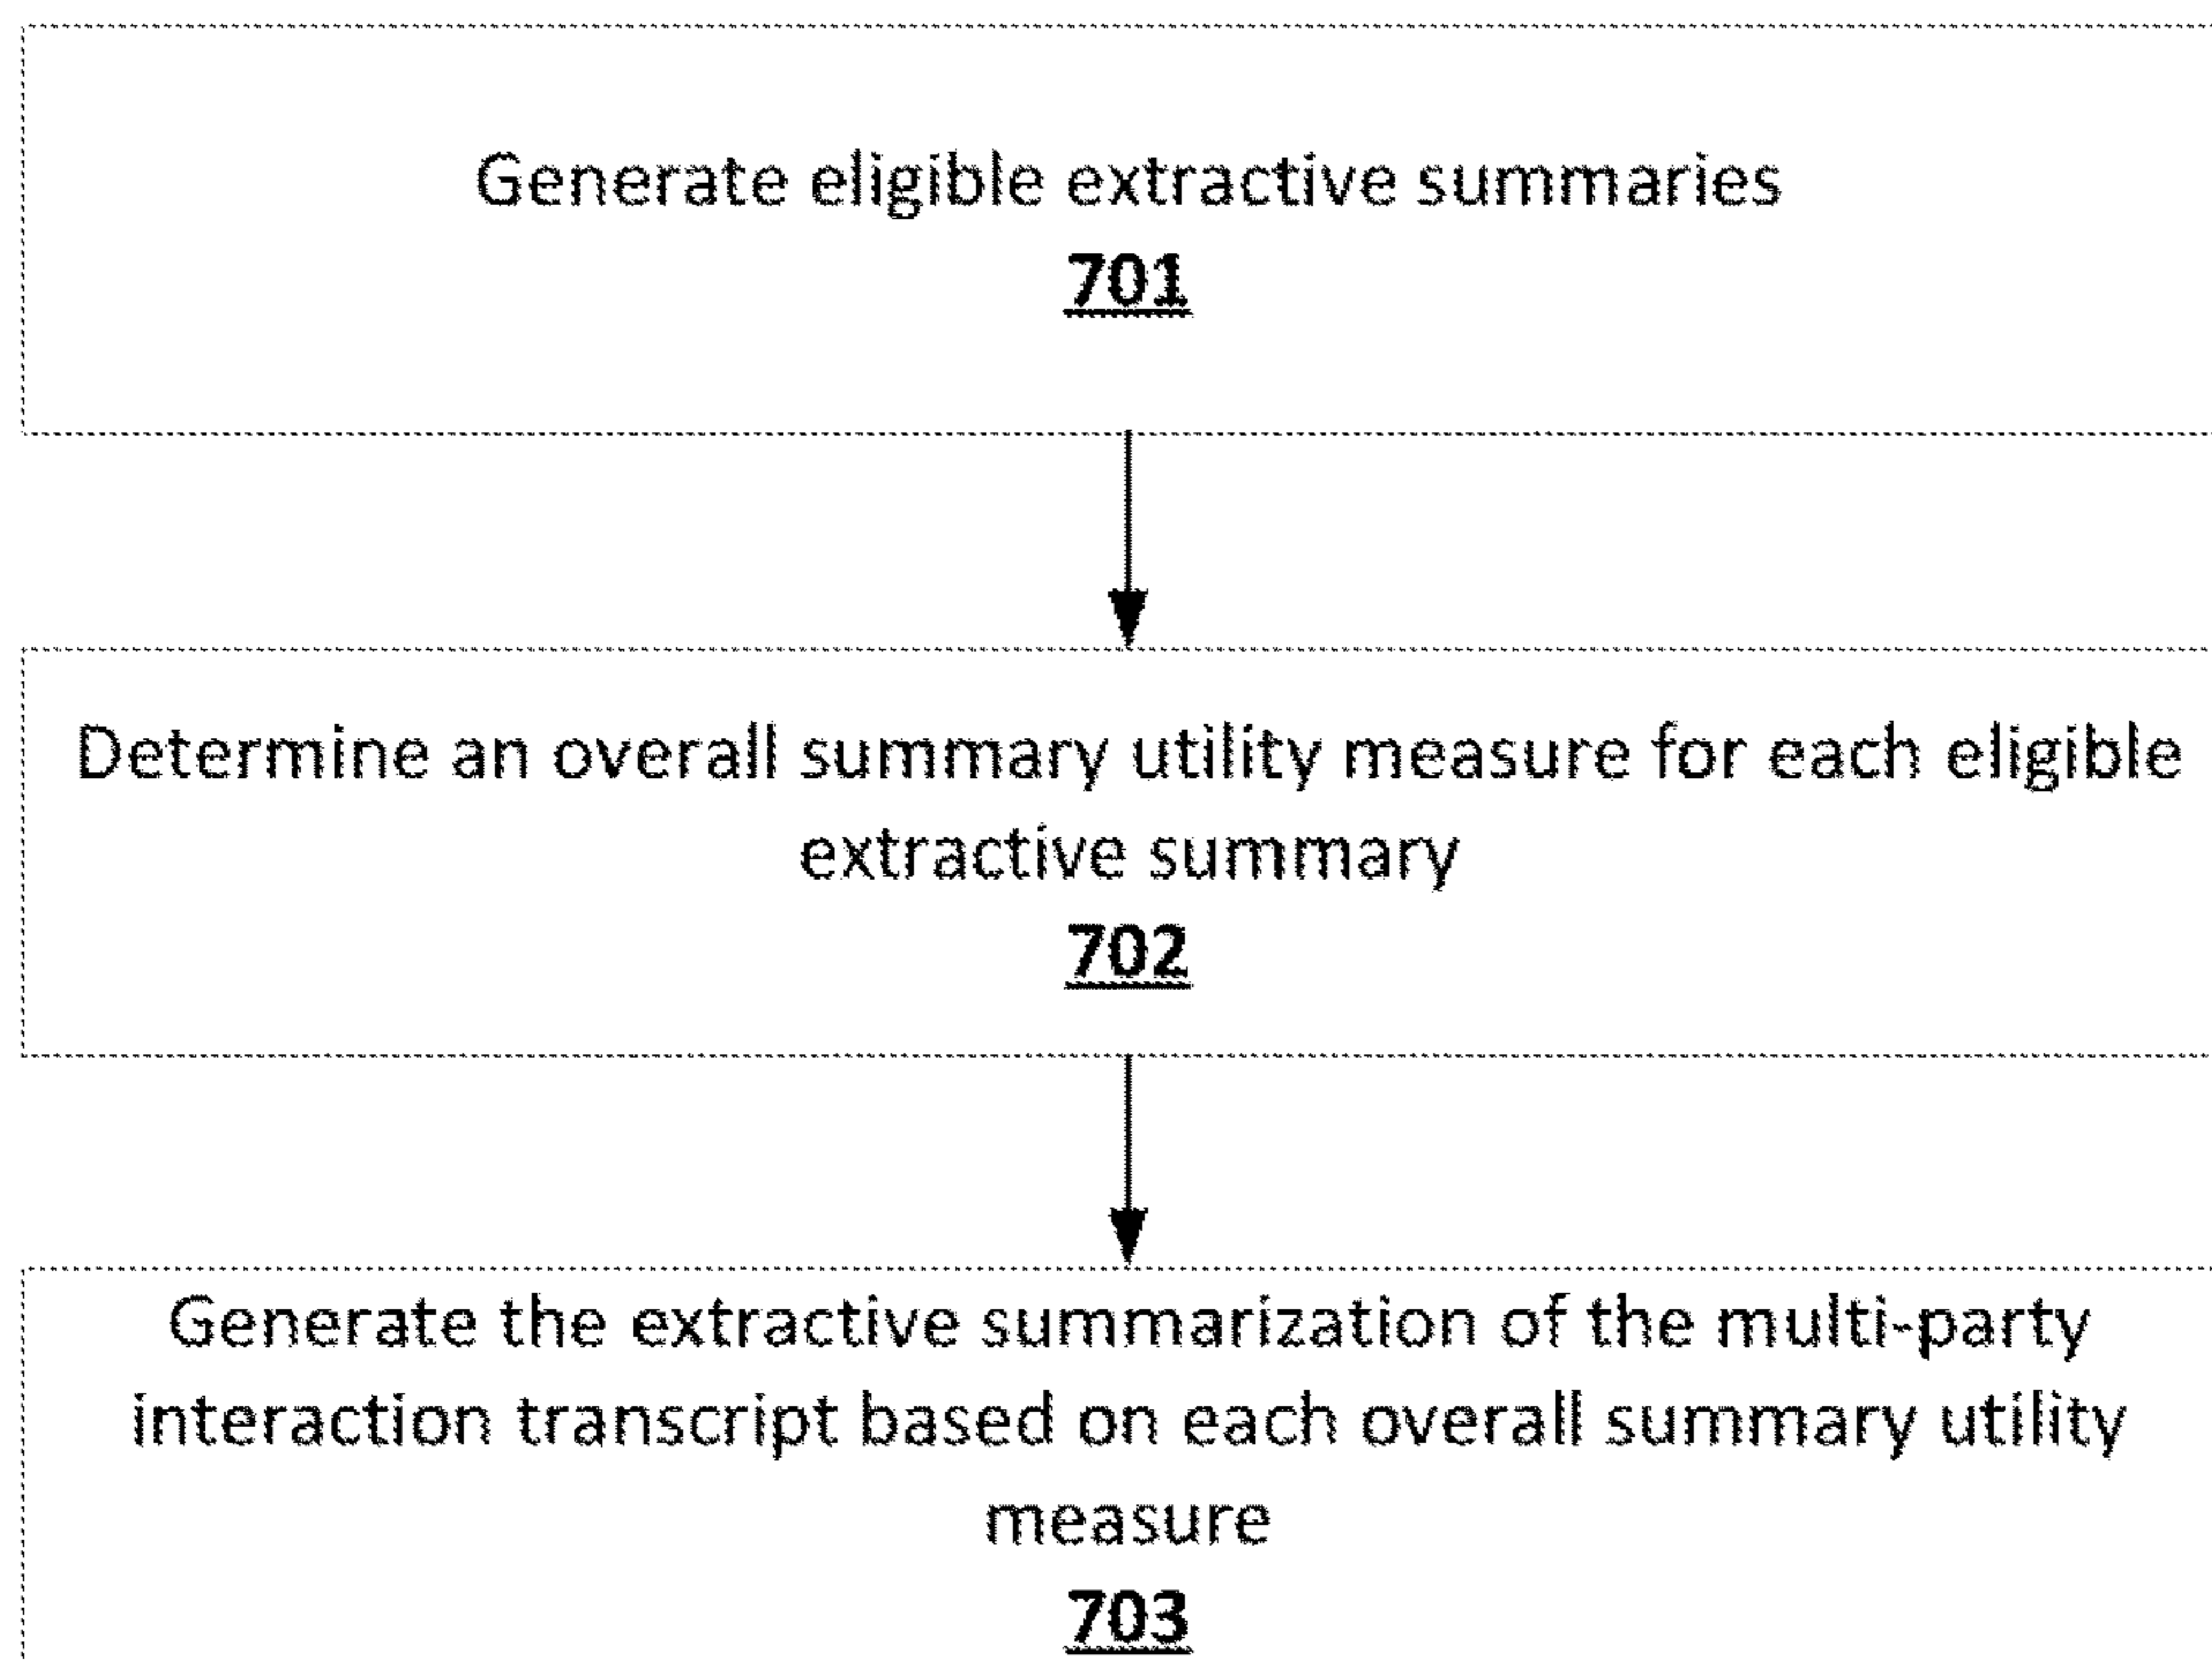 Generate eligible extractive summaries
701
Determine an overall summary utility measure for each eligible
extractive summary
702
Generate the extractive summarization of the multi-party
interaction transcript based on each overall summary utility
measure
703